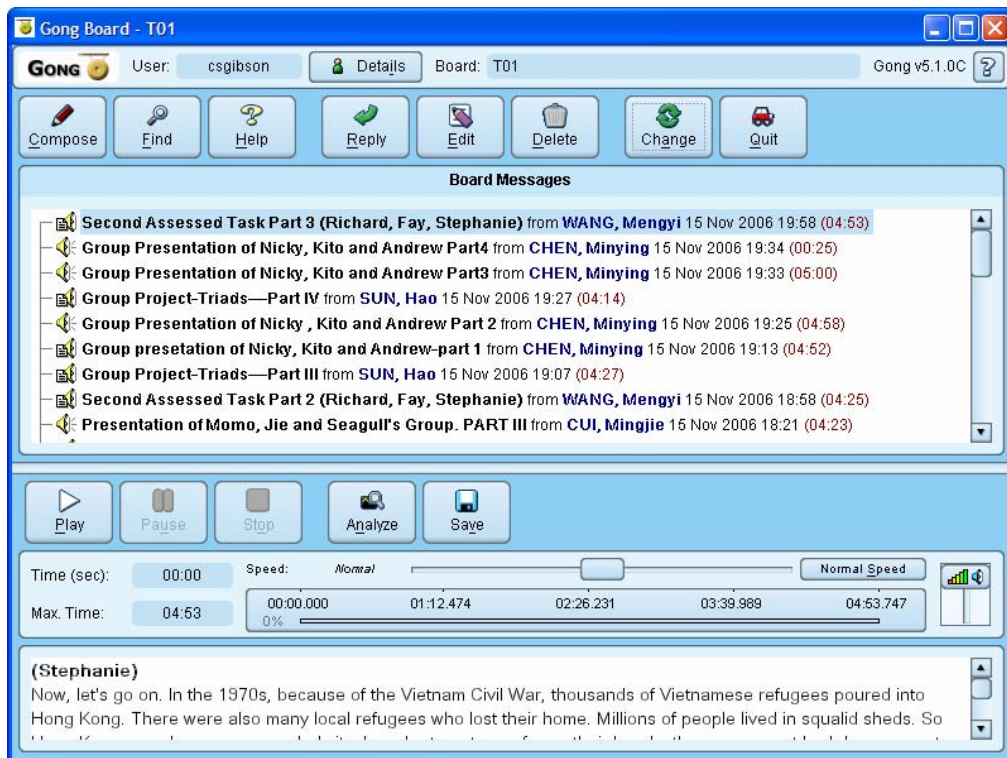 Gong Board - T01
GONG User: csgibson Details Board: T01 Gong v5.1.0C ?
Compose Find Help Reply Edit Delete Change Quit
Board Messages
Second Assessed Task Part 3 (Richard, Fay, Stephanie) from WANG, Mengyi 15 Nov 2006 19:58 (04:53)
Group Presentation of Nicky, Kito and Andrew Part4 from CHEN, Minying 15 Nov 2006 19:34 (00:25)
Group Presentation of Nicky, Kito and Andrew Part3 from CHEN, Minying 15 Nov 2006 19:33 (05:00)
Group Project-Triads—Part IV from SUN, Hao 15 Nov 2006 19:27 (04:14)
Group Presentation of Nicky , Kito and Andrew Part 2 from CHEN, Minying 15 Nov 2006 19:25 (04:58)
Group presetation of Nicky, Kito and Andrew-part 1 from CHEN, Minying 15 Nov 2006 19:13 (04:52)
Group Project-Triads—Part III from SUN, Hao 15 Nov 2006 19:07 (04:27)
Second Assessed Task Part 2 (Richard, Fay, Stephanie) from WANG, Mengyi 15 Nov 2006 18:58 (04:25)
Presentation of Momo, Jie and Seagull's Group. PART III from CUI, Mingjie 15 Nov 2006 18:21 (04:23)
Play Pause Stop Analyze Save
Time (sec): 00:00 Speed: Normal Normal Speed
Max. Time: 04:53 00:00.000 01:12.474 02:26.231 03:39.989 04:53.747
0%
(Stephanie)
Now, let's go on. In the 1970s, because of the Vietnam Civil War, thousands of Vietnamese refugees poured into
Hong Kong. There were also many local refugees who lost their home. Millions of people lived in squalid sheds. So